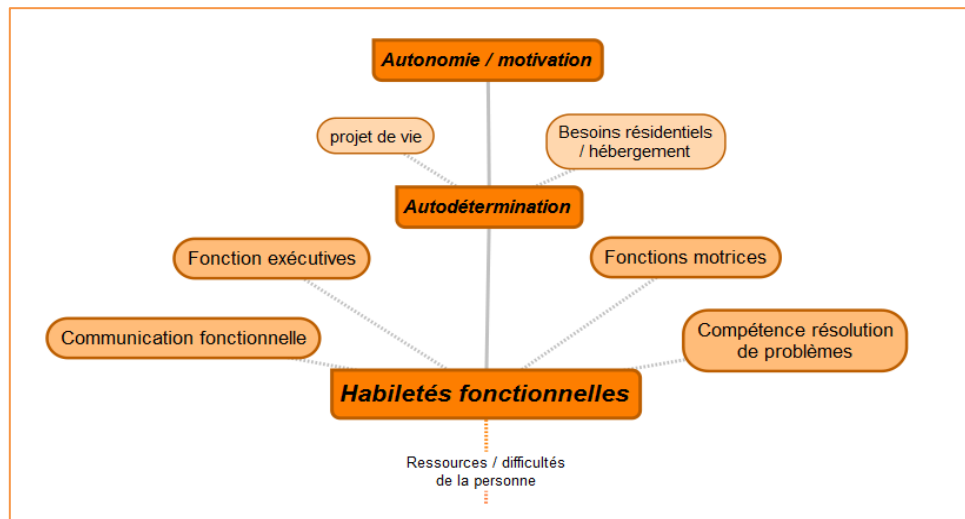 Autonomie / motivation
projet de vie
Besoins résidentiels
/ hébergement
Autodétermination
Fonction exécutives
Fonctions motrices
Communication fonctionnelle
Compétence résolution
de problèmes
Habiletés fonctionnelles
Ressources / difficultés
de la personne